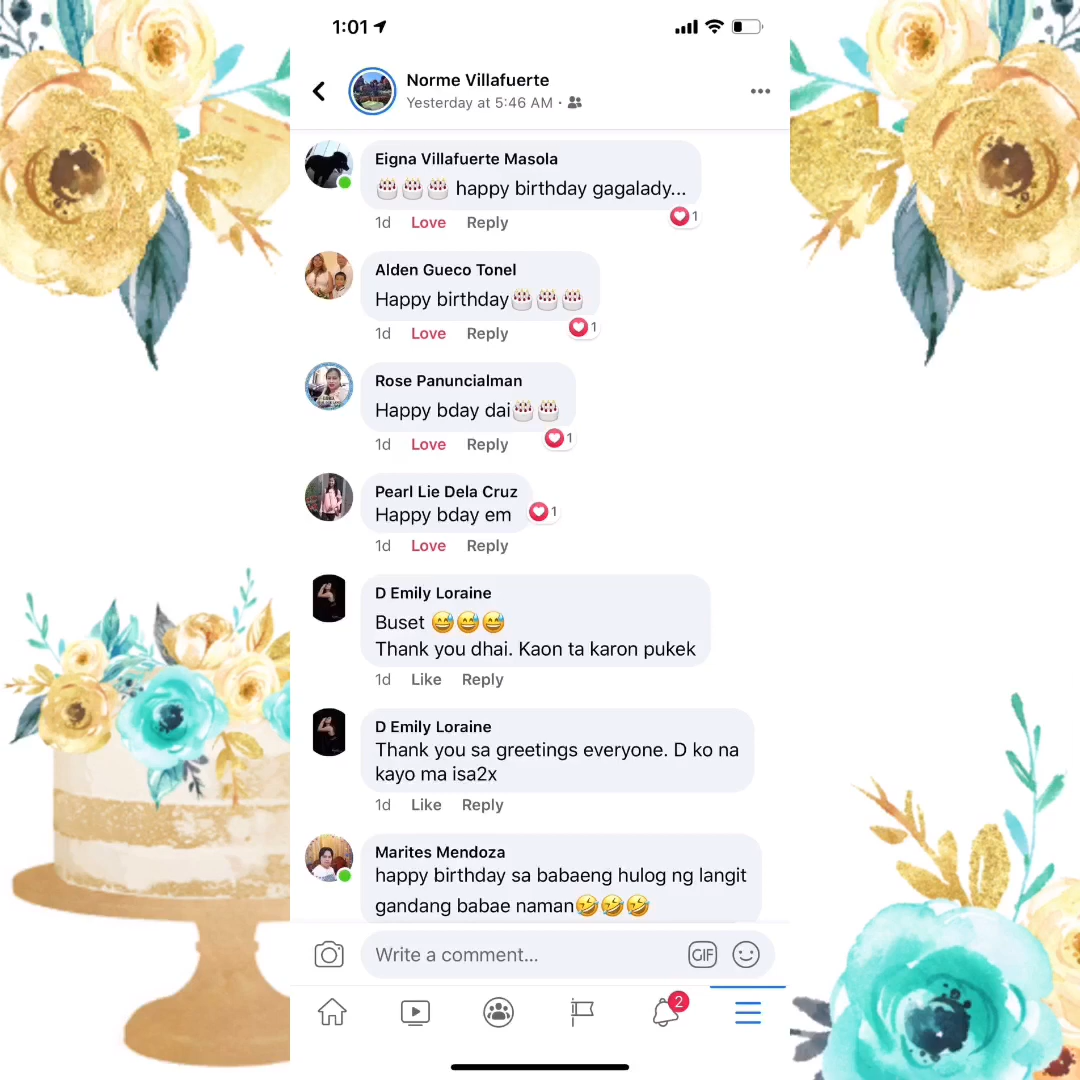 1:01
Norme Villafuerte
Yesterday at 5:46 AM ·
Eigna Villafuerte Masola
🎂🎂🎂 happy birthday gagalady...
1d Love Reply
1
Alden Gueco Tonel
Happy birthday🎂🎂🎂
1d Love Reply
1
Rose Panuncialman
Happy bday dai🎂🎂
1d Love Reply
1
Pearl Lie Dela Cruz
Happy bday em
1
1d Love Reply
D Emily Loraine
Buset 😅😅😅
Thank you dhai. Kaon ta karon pukek
1d Like Reply
D Emily Loraine
Thank you sa greetings everyone. D ko na
kayo ma isa2x
1d Like Reply
Marites Mendoza
happy birthday sa babaeng hulog ng langit
gandang babae naman🤣🤣🤣
Write a comment...
GIF
2